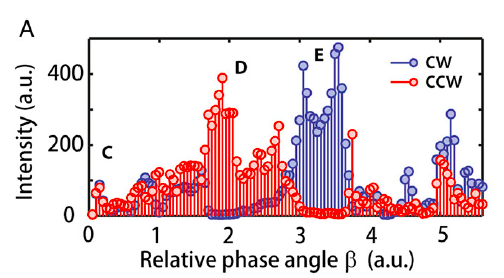 A
Intensity (a.u.)
400
200
0
C
D
E
CW
CCW
0 1 2 3 4 5
Relative phase angle β (a.u.)